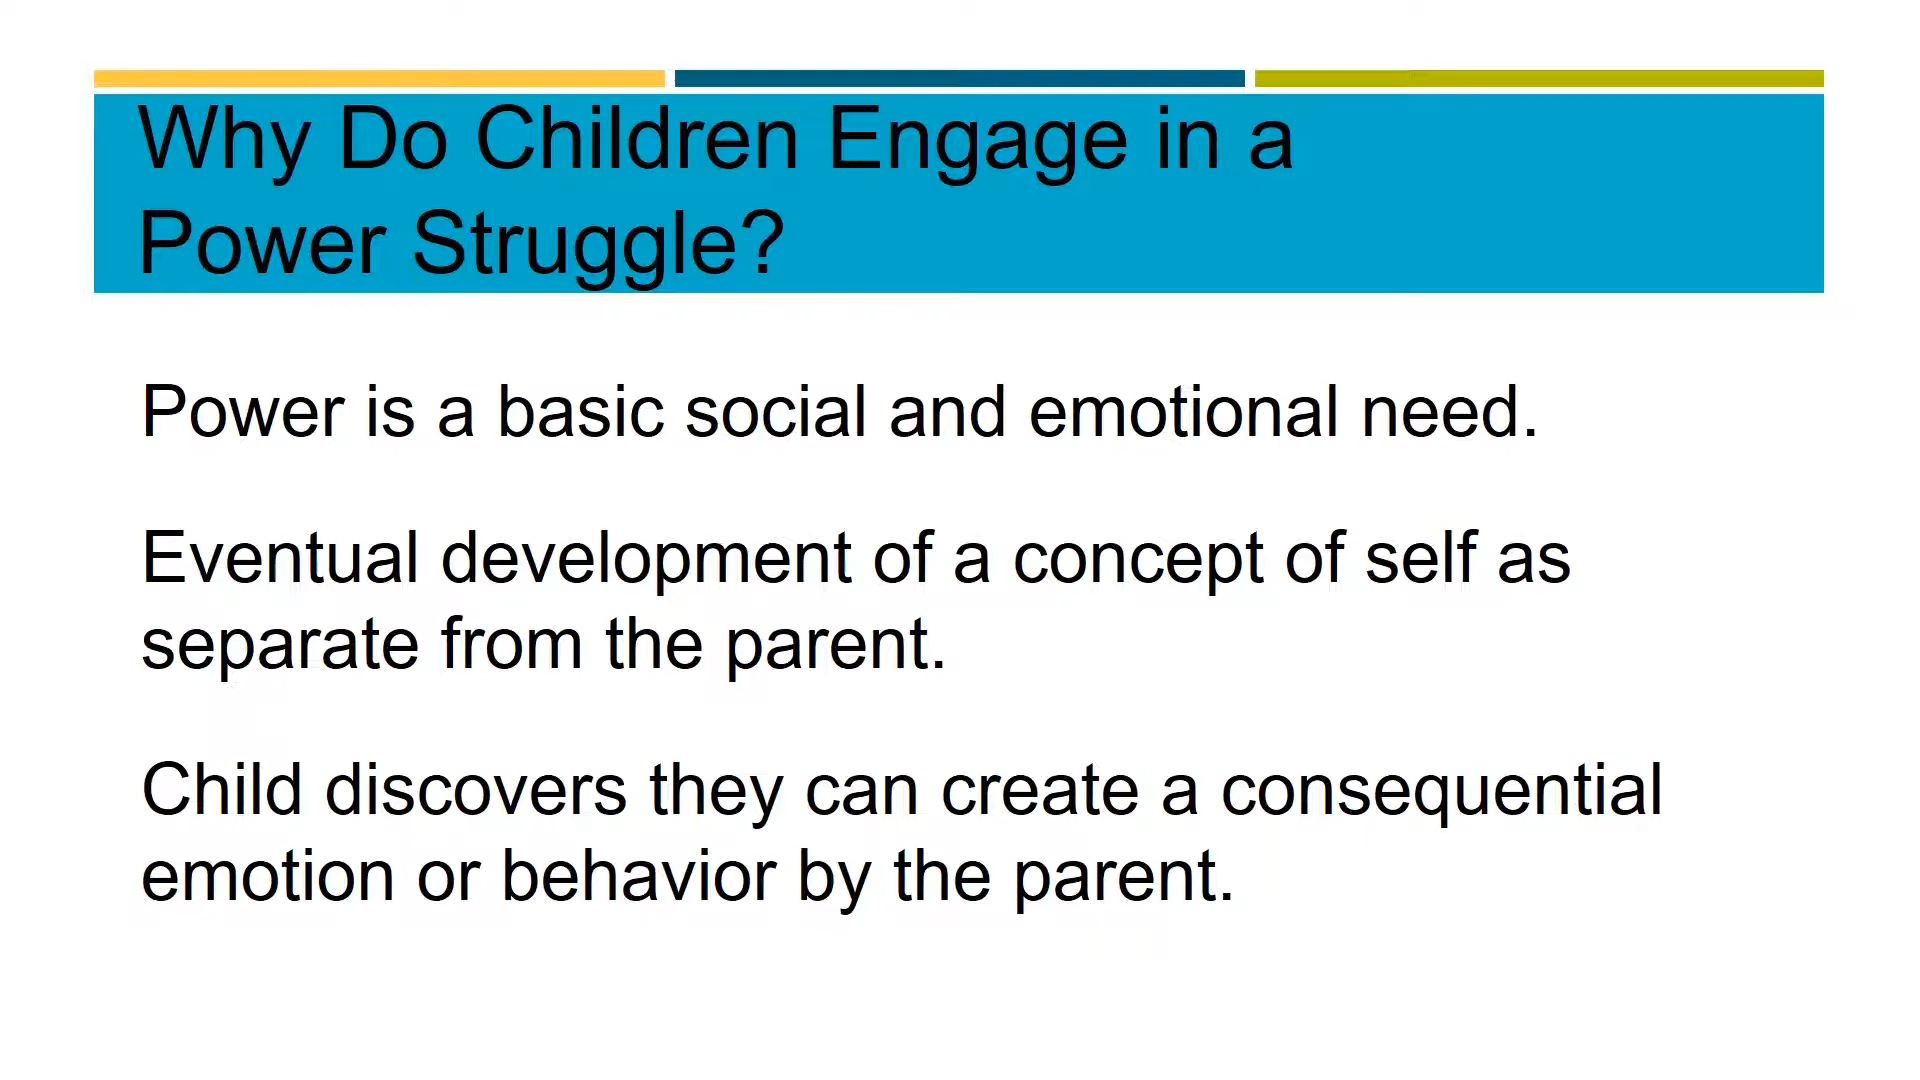 Why Do Children Engage in a
Power Struggle?
Power is a basic social and emotional need.
Eventual development of a concept of self as
separate from the parent.
Child discovers they can create a consequential
emotion or behavior by the parent.